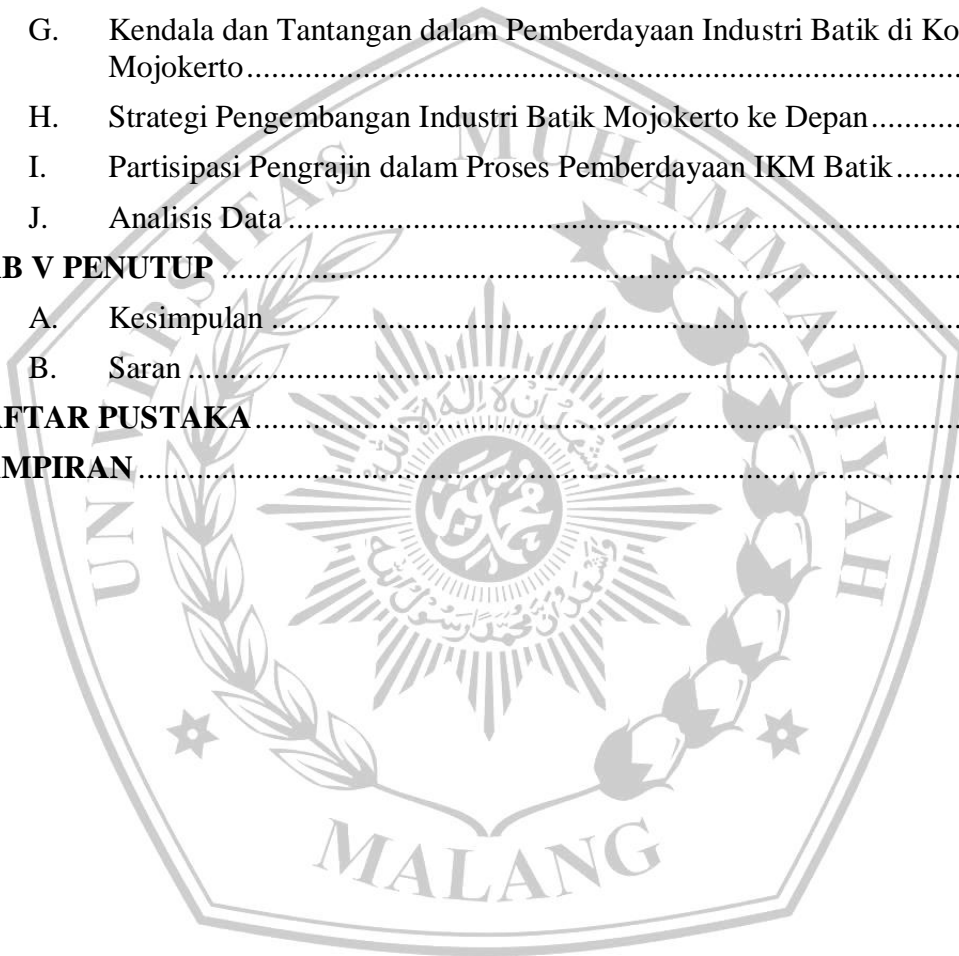 G. Kendala dan Tantangan dalam Pemberdayaan Industri Batik di Ko
Mojokerto........................................................................................
H. Strategi Pengembangan Industri Batik Mojokerto ke Depan...........
I. Partisipasi Pengrajin dalam Proses Pemberdayaan IKM Batik........
J. Analisis Data ...................................................................................
B V PENUTUP ..........................................................................................
A. Kesimpulan .....................................................................................
B. Saran ...............................................................................................
FTAR PUSTAKA......................................................................................
MPIRAN...................................................................................................
UNIVERSITAS MUHAMMADIYAH
MALANG